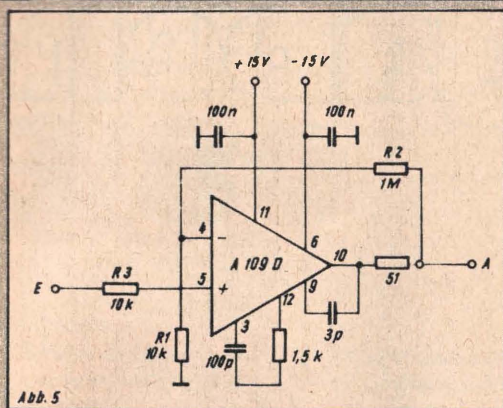 +15V -15V
100n 100n
R2
1M
11
4 -
6
10
A 109 D
E R3 5 + 12 9 51 A
10k
3 3p
R1
10k 100p 1,5k
Abb. 5